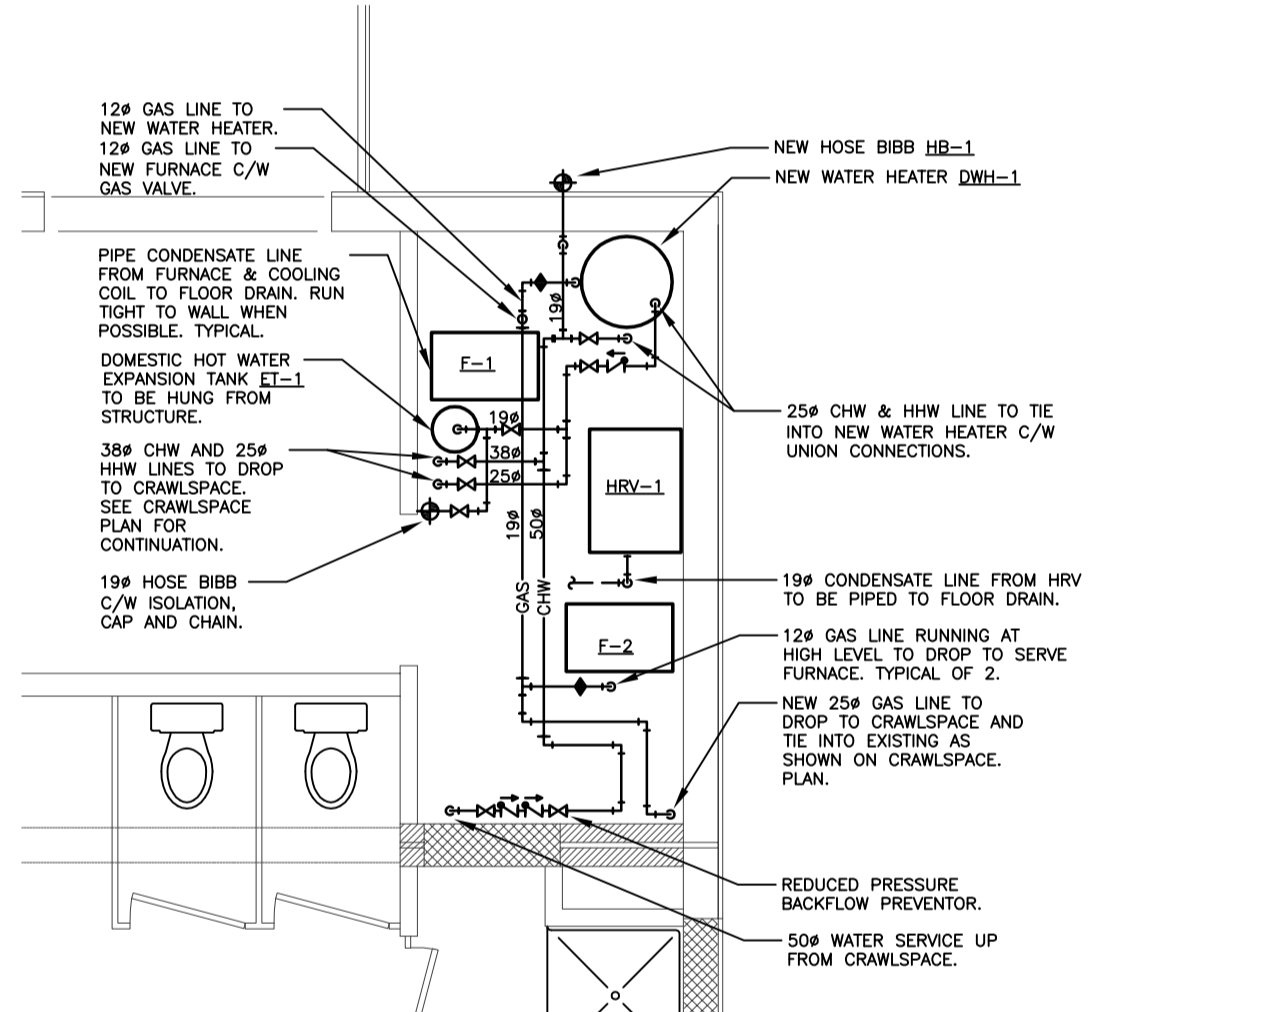 12ø GAS LINE TO
NEW WATER HEATER.
12ø GAS LINE TO
NEW FURNACE C/W
GAS VALVE.
PIPE CONDENSATE LINE
FROM FURNACE & COOLING
COIL TO FLOOR DRAIN. RUN
TIGHT TO WALL WHEN
POSSIBLE. TYPICAL.
DOMESTIC HOT WATER
EXPANSION TANK ET-1
TO BE HUNG FROM
STRUCTURE.
38ø CHW AND 25ø
HHW LINES TO DROP
TO CRAWLSPACE.
SEE CRAWLSPACE
PLAN FOR
CONTINUATION.
19ø HOSE BIBB
C/W ISOLATION,
CAP AND CHAIN.
19ø
F-1
19ø
38ø
25ø
19ø
50ø
GAS
CHW
HRV-1
F-2
NEW HOSE BIBB HB-1
NEW WATER HEATER DWH-1
25ø CHW & HHW LINE TO TIE
INTO NEW WATER HEATER C/W
UNION CONNECTIONS.
19ø CONDENSATE LINE FROM HRV
TO BE PIPED TO FLOOR DRAIN.
12ø GAS LINE RUNNING AT
HIGH LEVEL TO DROP TO SERVE
FURNACE. TYPICAL OF 2.
NEW 25ø GAS LINE TO
DROP TO CRAWLSPACE AND
TIE INTO EXISTING AS
SHOWN ON CRAWLSPACE.
PLAN.
REDUCED PRESSURE
BACKFLOW PREVENTOR.
50ø WATER SERVICE UP
FROM CRAWLSPACE.